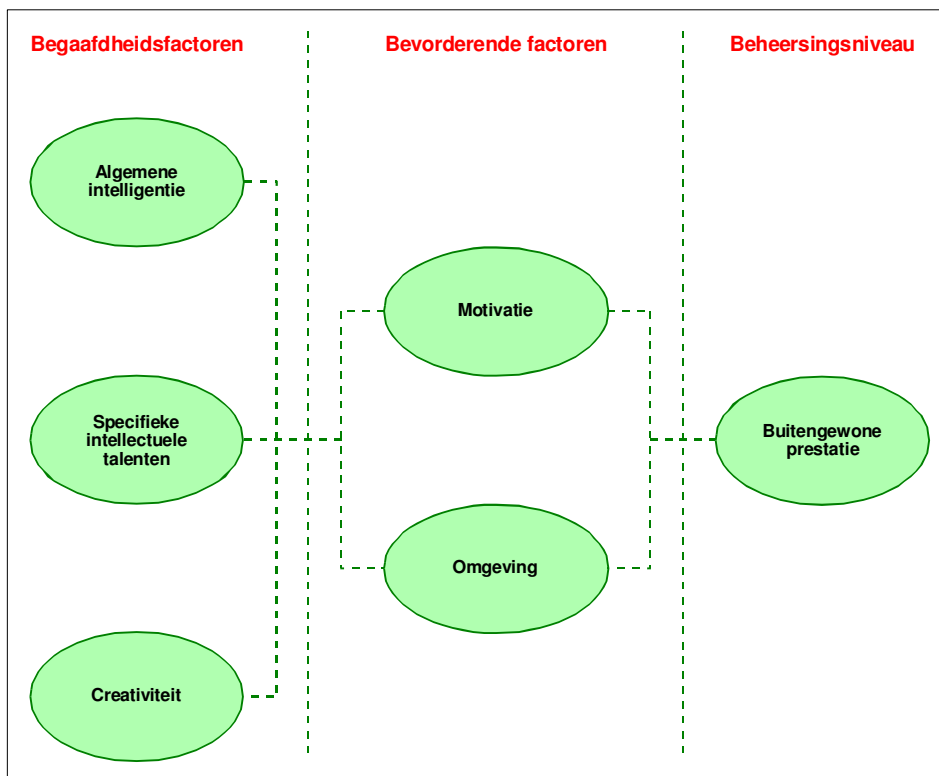 Begaafdheidsfactoren
Bevorderende factoren
Beheersingsniveau
Algemene
intelligentie
Motivatie
Specifieke
intellectuele
talenten
Buitengewone
prestatie
Omgeving
Creativiteit